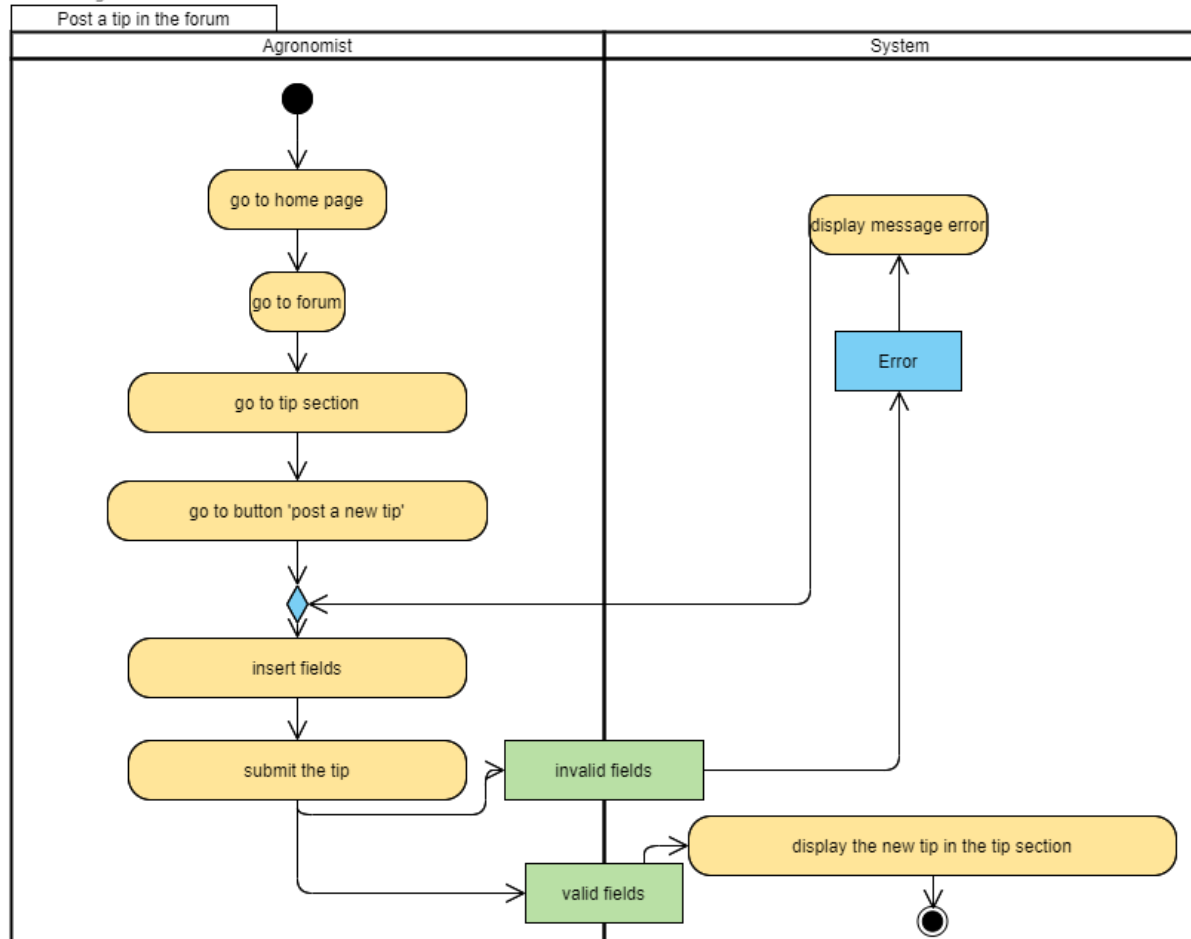 Post a tip in the forum
Agronomist
System
go to home page
display message error
go to forum
Error
go to tip section
go to button 'post a new tip'
insert fields
submit the tip
invalid fields
display the new tip in the tip section
valid fields